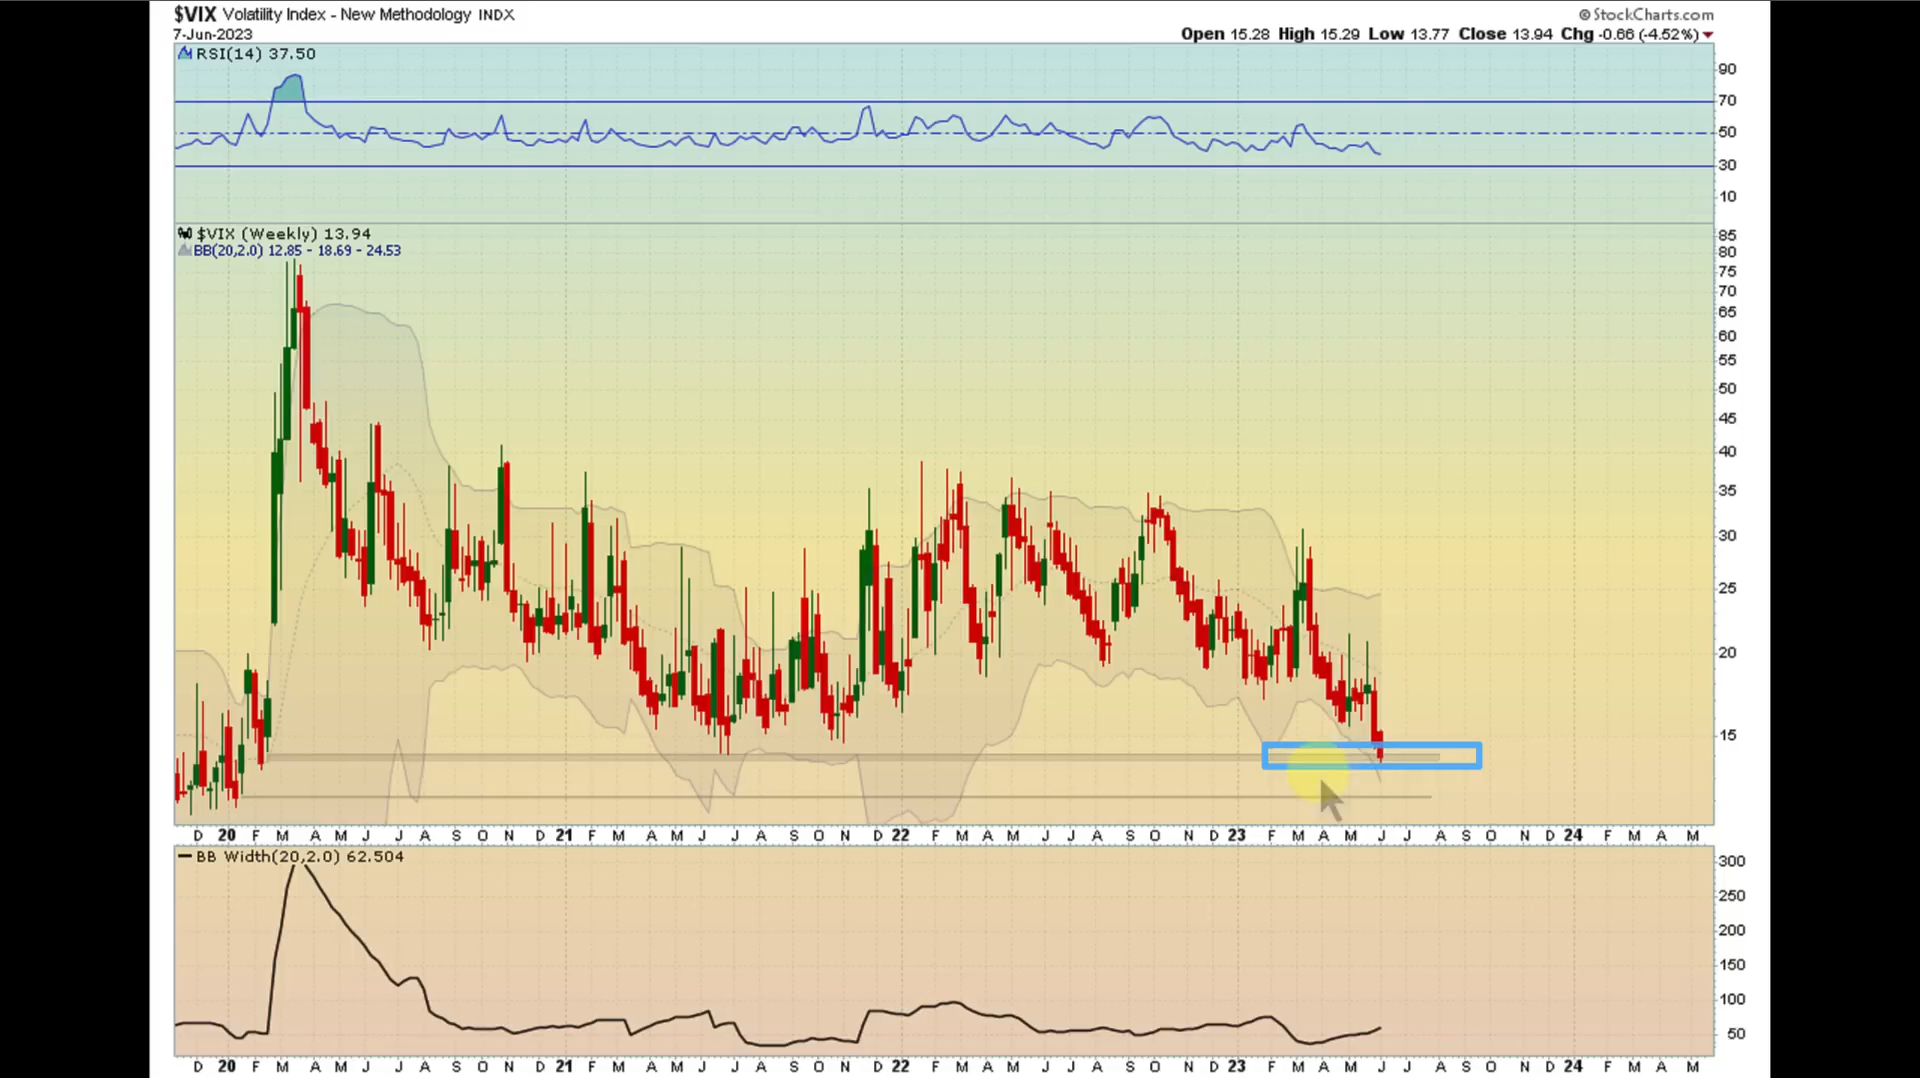 $VIX Volatility Index - New Methodology INDX
© StockCharts.com
7-Jun-2023
Open 15.28 High 15.29 Low 13.77 Close 13.94 Chg -0.66 (-4.52%)
RSI(14) 37.50
90
70
50
30
10
$VIX (Weekly) 13.94
BB(20,2.0) 12.85 - 18.69 - 24.53
85
80
75
70
65
60
55
50
45
40
35
30
25
20
15
D 20 F M A M J J A S O N D 21 F M A M J J A S O N 22 F M A M J J A S O N D 23 F M A M J J A S O N D 24 F M A M
BB Width(20,2.0) 62.504
300
250
200
150
100
50
D 20 F M A M J J A S O N D 21 F M A M J J A S O N 22 F M A M J J A S O N D 23 F M A M J J A S O N D 24 F M A M